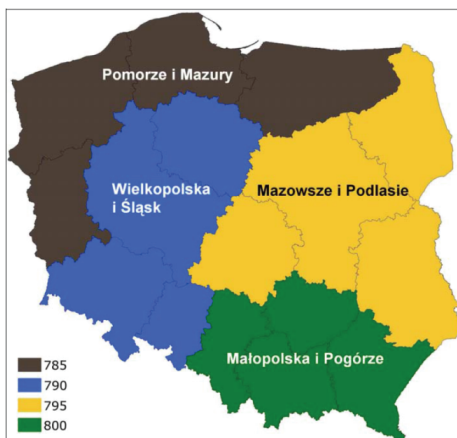 Pomorze i Mazury
Wielkopolska
i Śląsk
Mazowsze i Podlasie
Małopolska i Pogórze
785
790
795
800